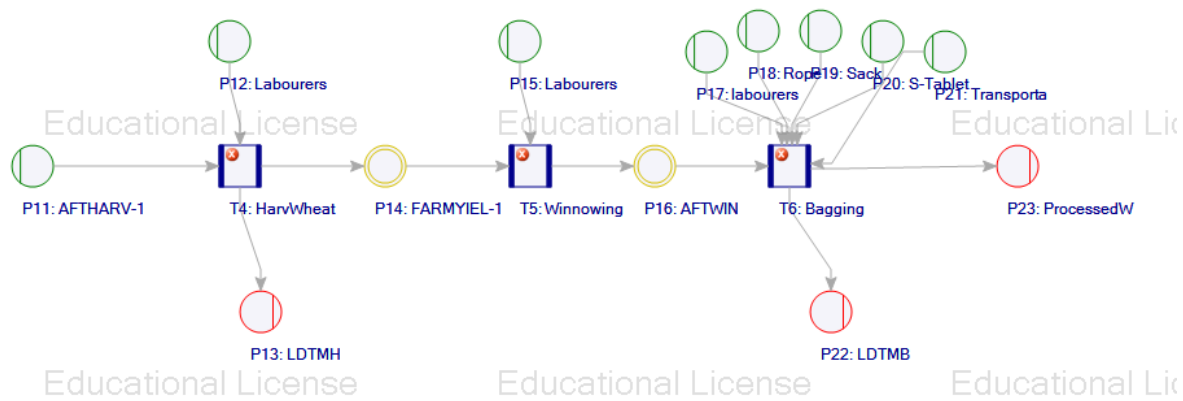 P12: Labourers
P15: Labourers
P18: Rope
P19: Sack
P20: S-Tablet
P17: labourers
P21: Transporta
Educational License
Educational License
Educational Lic
P11: AFTHARV-1
T4: HarvWheat
P14: FARMYIEL-1
T5: Winnowing
P16: AFTWIN
T6: Bagging
P23: ProcessedW
P13: LDTMH
P22: LDTMB
Educational License
Educational License
Educational Lic